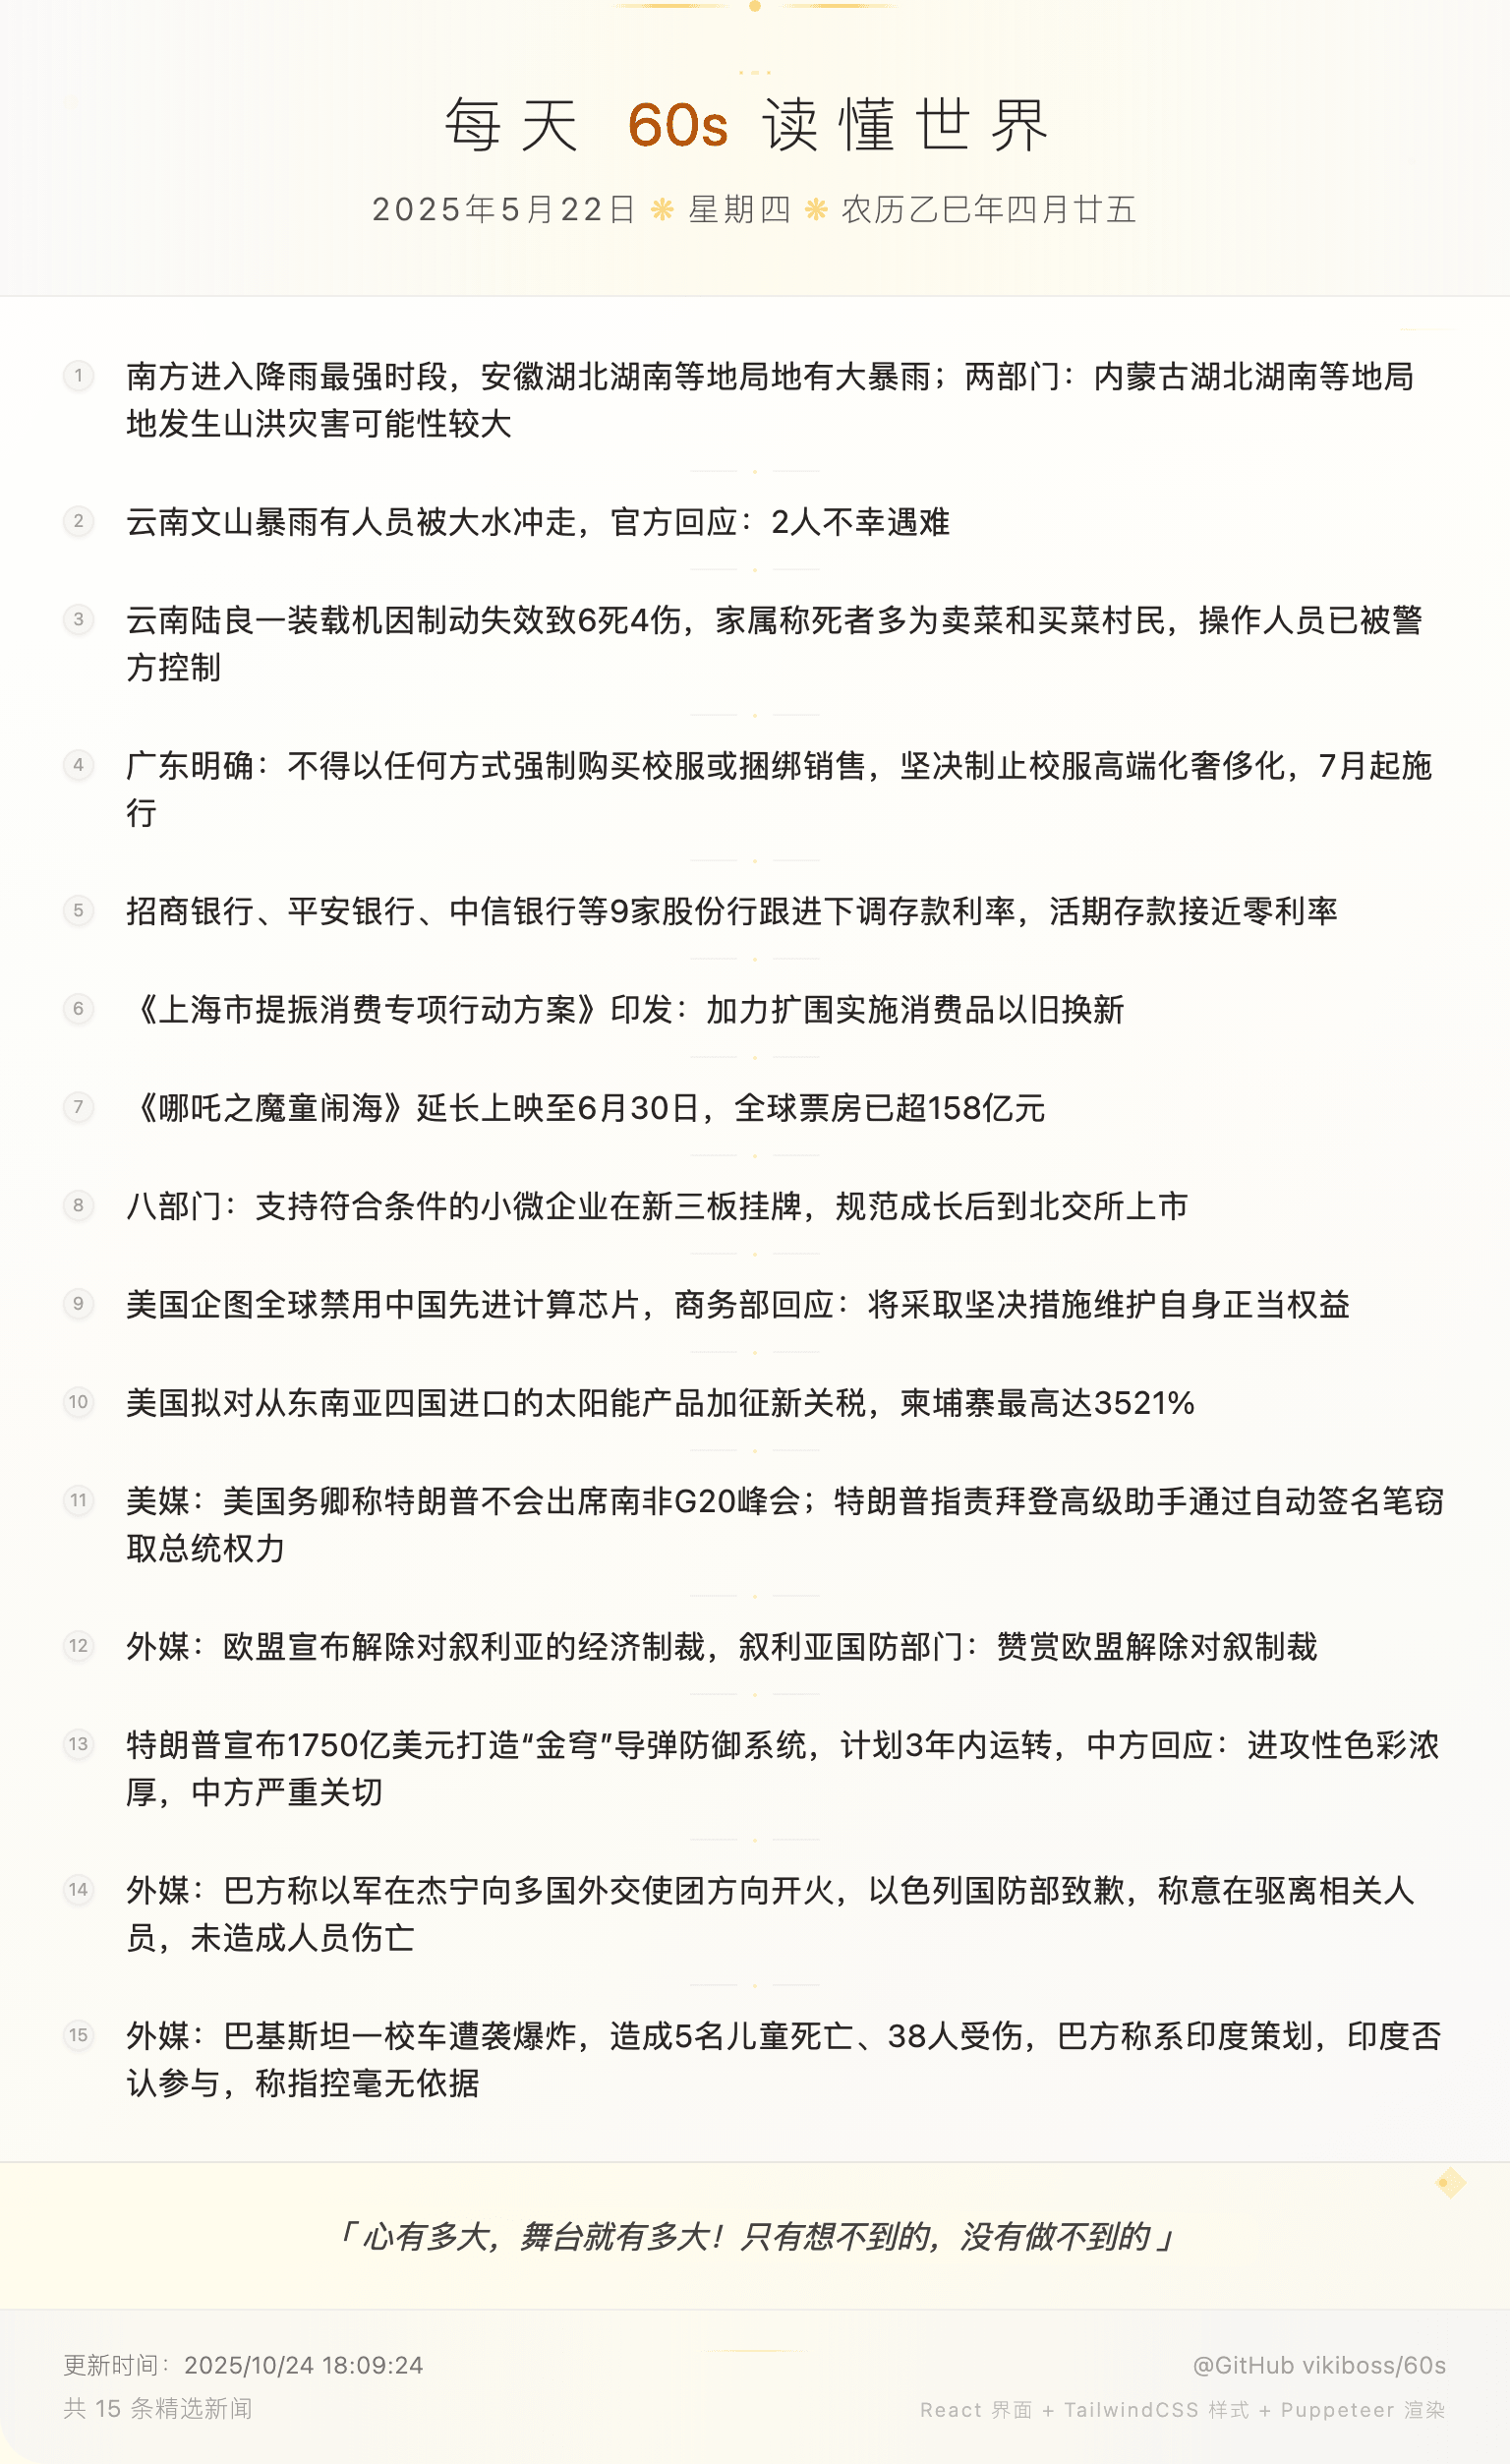 每天 60s 读懂世界
2025年5月22日 ❋ 星期四 ❋ 农历乙巳年四月廿五
1 南方进入降雨最强时段，安徽湖北湖南等地局地有大暴雨；两部门：内蒙古湖北湖南等地局
地发生山洪灾害可能性较大
2 云南文山暴雨有人员被大水冲走，官方回应：2人不幸遇难
3 云南陆良一装载机因制动失效致6死4伤，家属称死者多为卖菜和买菜村民，操作人员已被警
方控制
4 广东明确：不得以任何方式强制购买校服或捆绑销售，坚决制止校服高端化奢侈化，7月起施
行
5 招商银行、平安银行、中信银行等9家股份行跟进下调存款利率，活期存款接近零利率
6 《上海市提振消费专项行动方案》印发：加力扩围实施消费品以旧换新
7 《哪吒之魔童闹海》延长上映至6月30日，全球票房已超158亿元
8 八部门：支持符合条件的小微企业在新三板挂牌，规范成长后到北交所上市
9 美国企图全球禁用中国先进计算芯片，商务部回应：将采取坚决措施维护自身正当权益
10 美国拟对从东南亚四国进口的太阳能产品加征新关税，柬埔寨最高达3521%
11 美媒：美国务卿称特朗普不会出席南非G20峰会；特朗普指责拜登高级助手通过自动签名笔窃
取总统权力
12 外媒：欧盟宣布解除对叙利亚的经济制裁，叙利亚国防部门：赞赏欧盟解除对叙制裁
13 特朗普宣布1750亿美元打造“金穹”导弹防御系统，计划3年内运转，中方回应：进攻性色彩浓
厚，中方严重关切
14 外媒：巴方称以军在杰宁向多国外交使团方向开火，以色列国防部致歉，称意在驱离相关人
员，未造成人员伤亡
15 外媒：巴基斯坦一校车遭袭爆炸，造成5名儿童死亡、38人受伤，巴方称系印度策划，印度否
认参与，称指控毫无依据
「 心有多大，舞台就有多大！只有想不到的，没有做不到的 」
更新时间：2025/10/24 18:09:24
@GitHub vikiboss/60s
共 15 条精选新闻
React 界面 + TailwindCSS 样式 + Puppeteer 渲染